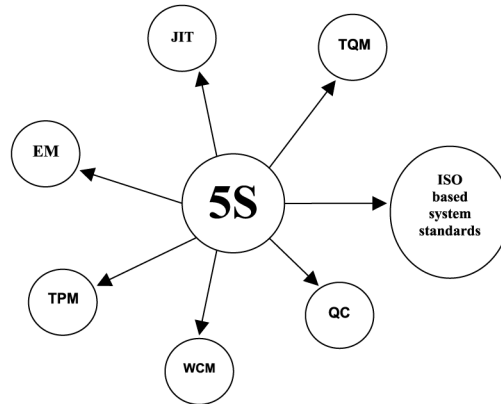 JIT
TQM
EM
5S
ISO
based
system
standards
TPM
QC
WCM